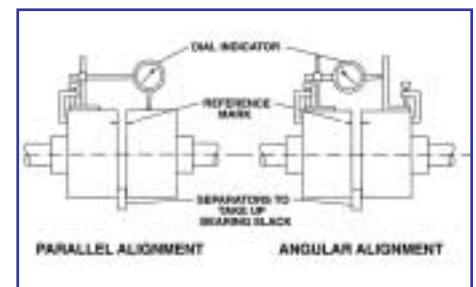 DIAL INDICATOR
REFERENCE
MARK
SEPARATORS TO
TAKE UP
BEARING SLACK
PARALLEL ALIGNMENT
ANGULAR ALIGNMENT